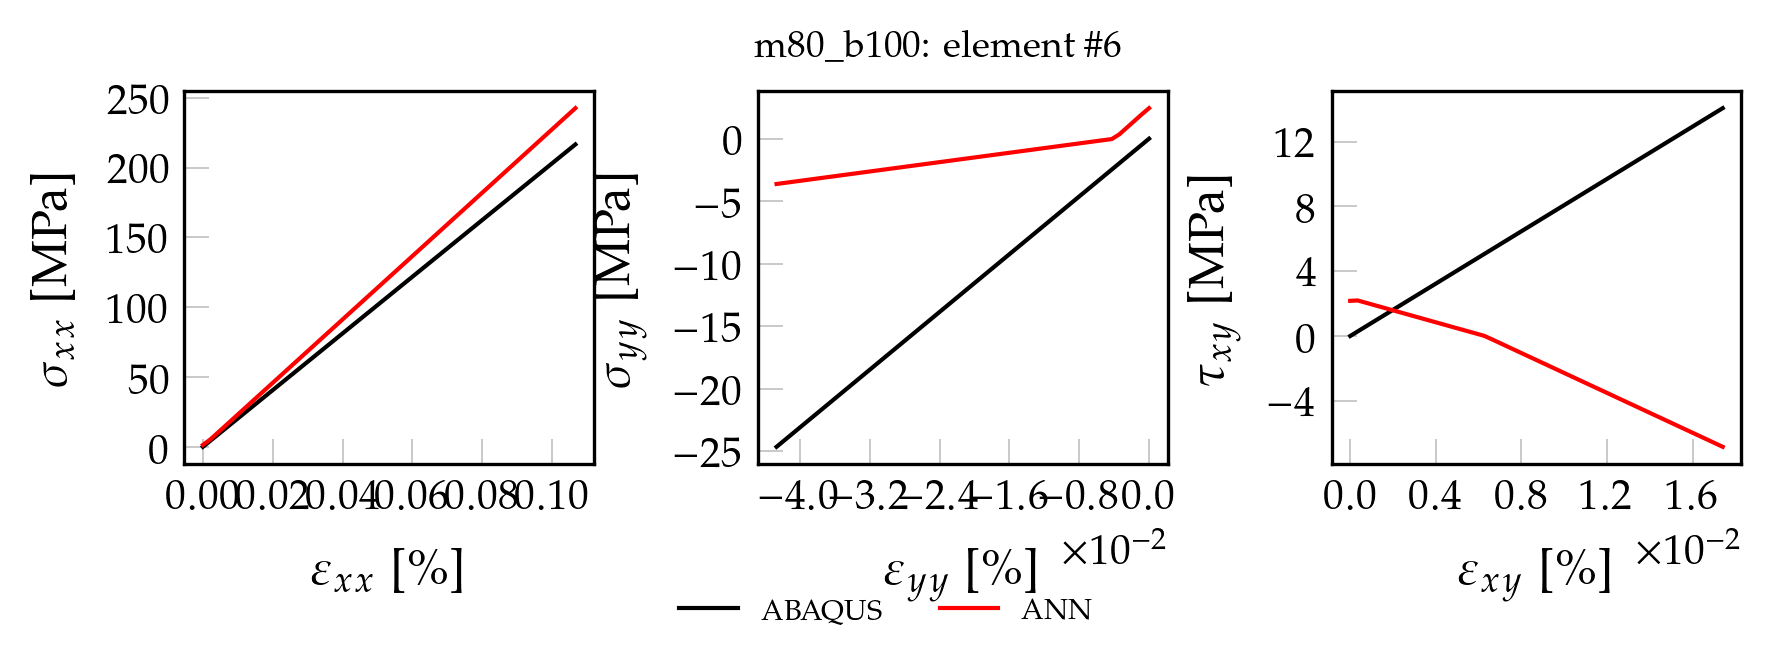 m80_b100: element #6
250
200
150
100
50
0
σxx [MPa]
0.00 0.02 0.04 0.06 0.08 0.10
εxx [%]
0
−5
−10
−15
−20
−25
σyy [MPa]
−4.0 −3.2 −2.4 −1.6 −0.8 0.0
×10−2
εyy [%]
12
8
4
0
−4
τxy [MPa]
0.0 0.4 0.8 1.2 1.6
×10−2
εxy [%]
ABAQUS ANN